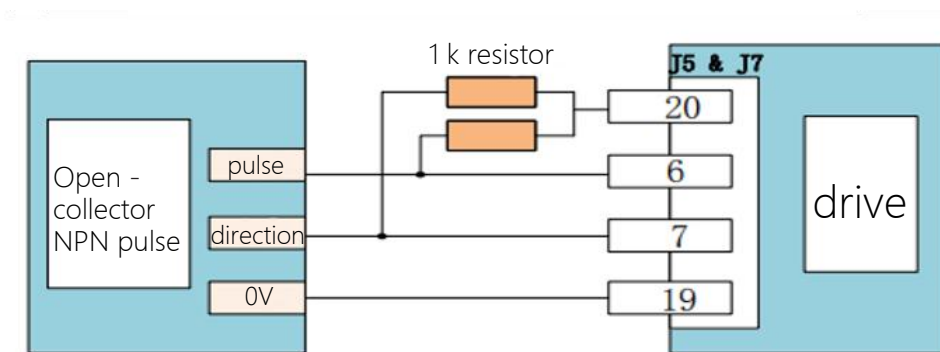 1 k resistor
J5 & J7
20
pulse
6
Open -
collector
NPN pulse
drive
direction
7
0V
19